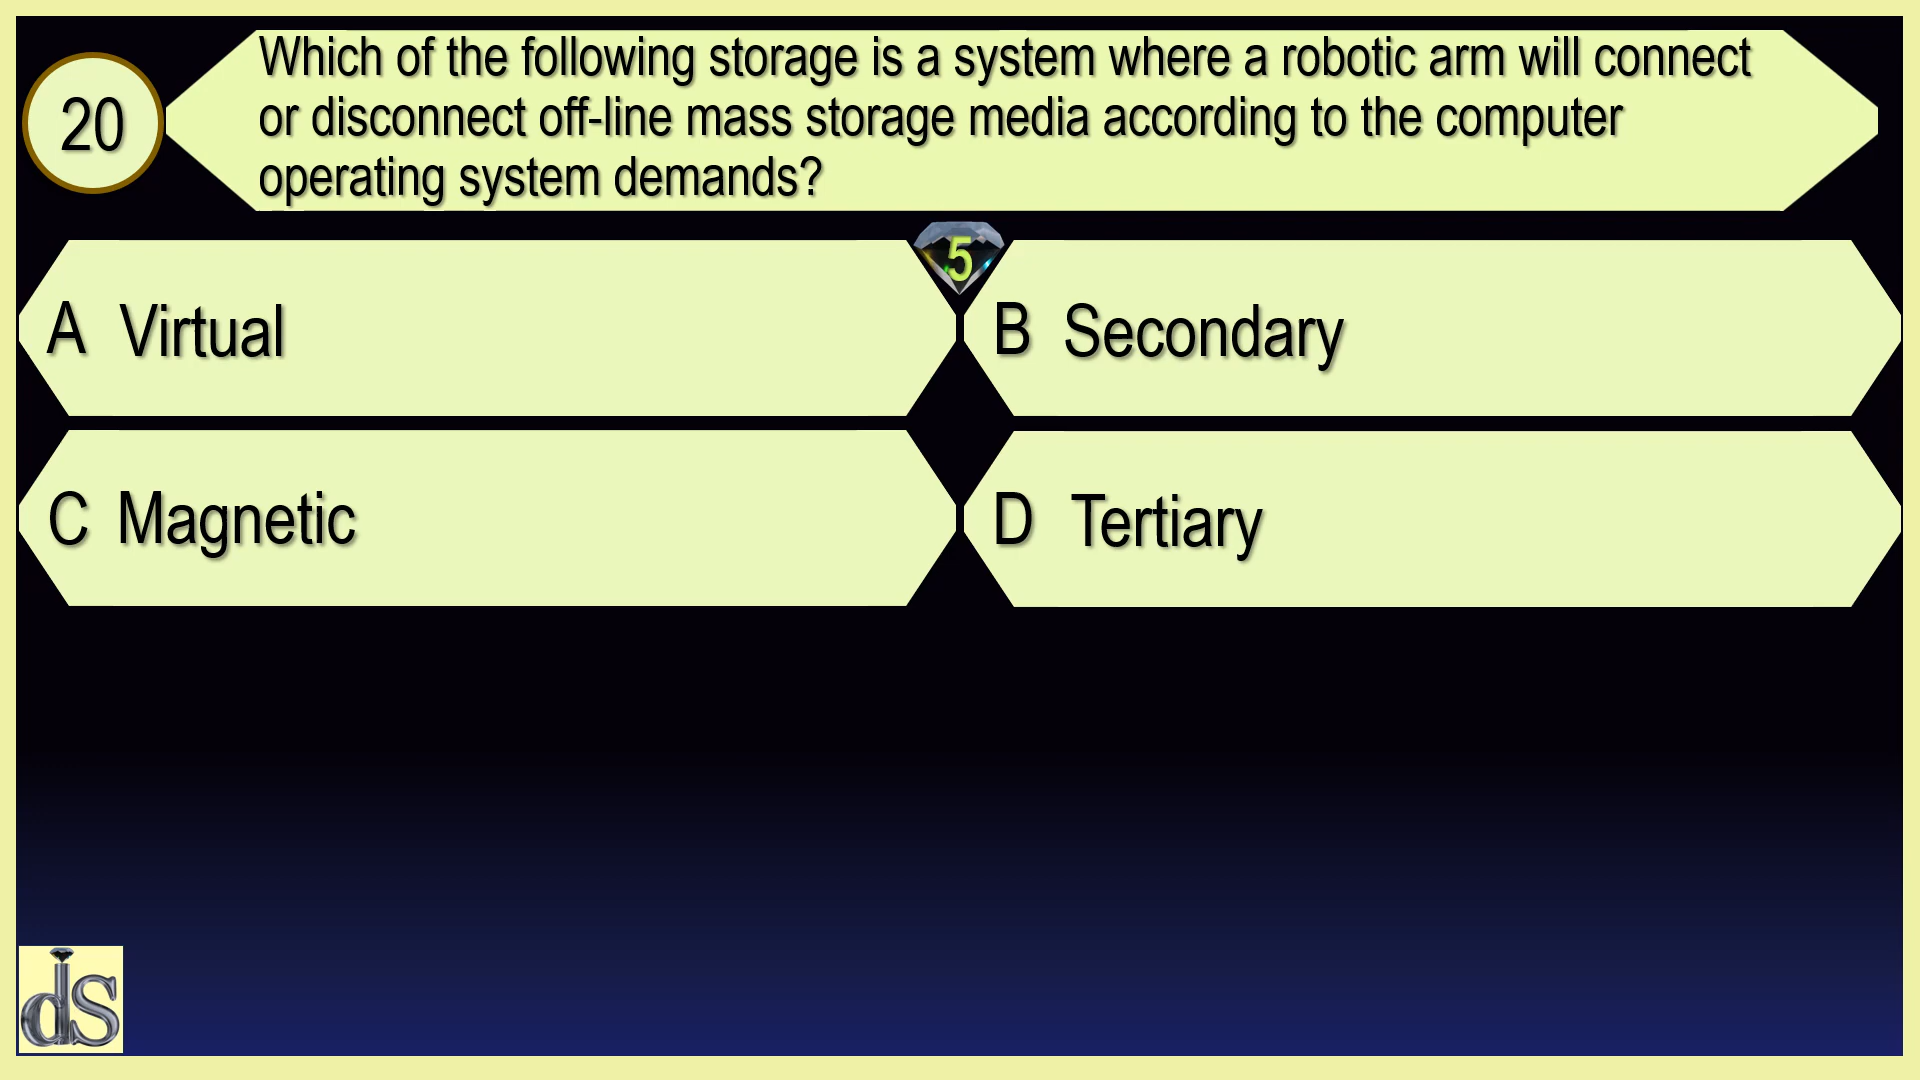 20
Which of the following storage is a system where a robotic arm will connect
or disconnect off-line mass storage media according to the computer
operating system demands?
5
A Virtual
B Secondary
C Magnetic
D Tertiary
ds